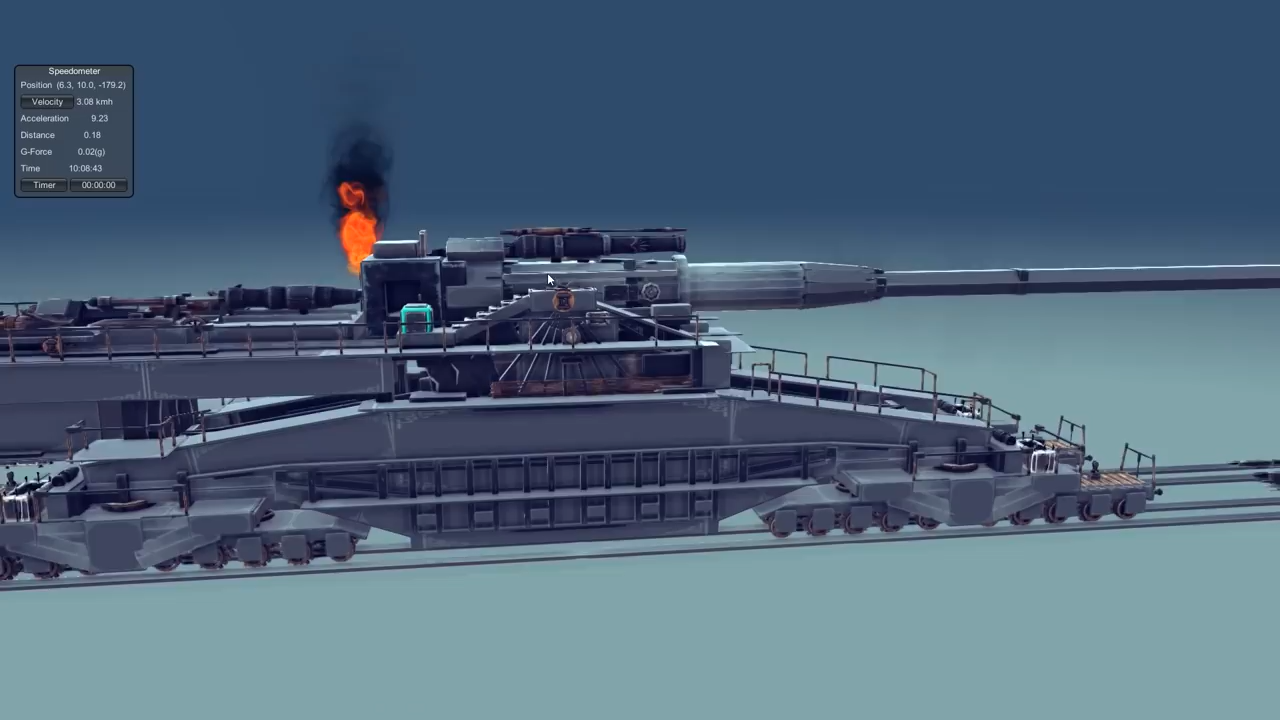 Speedometer
Position (6.3, 10.0, -179.2)
Velocity 3.08 kmh
Acceleration 9.23
Distance 0.18
G-Force 0.02(g)
Time 10:08:43
Timer 00:00:00